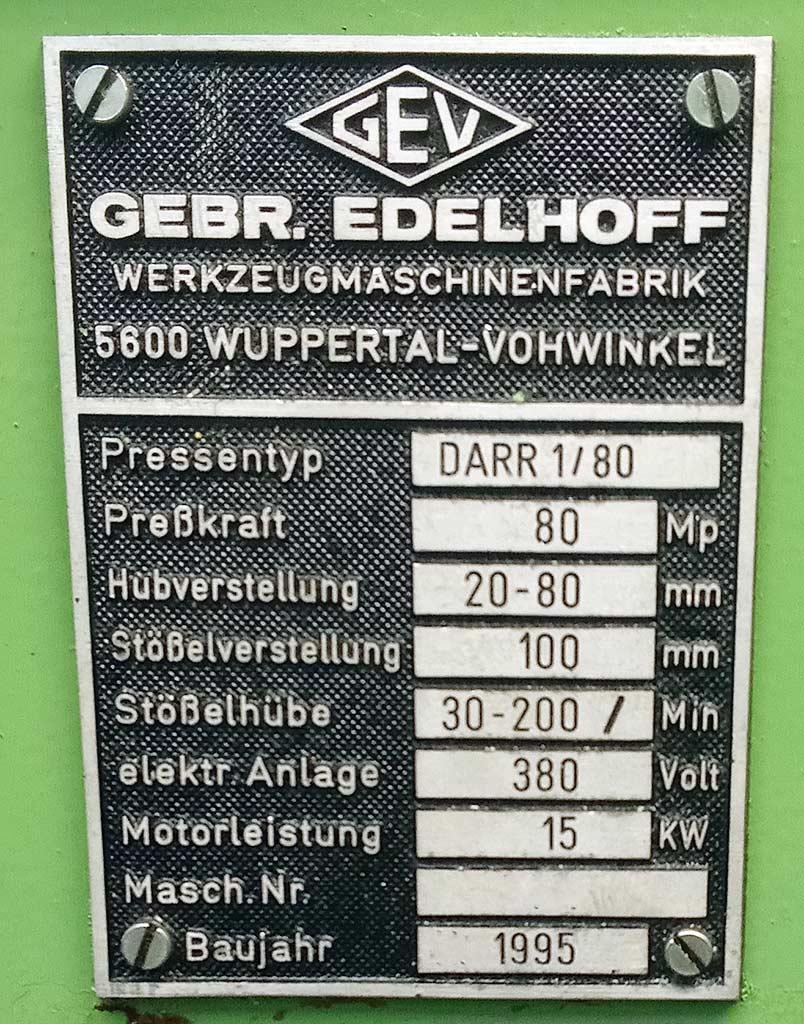 GEV
GEBR. EDELHOFF
WERKZEUGMASCHINENFABRIK
5600 WUPPERTAL-VOHWINKEL
Pressentyp DARR 1/80
Preßkraft 80 Mp
Hubverstellung 20-80 mm
Stößelverstellung 100 mm
Stößelhübe 30-200 / Min
elektr. Anlage 380 Volt
Motorleistung 15 KW
Masch. Nr.
Baujahr 1995